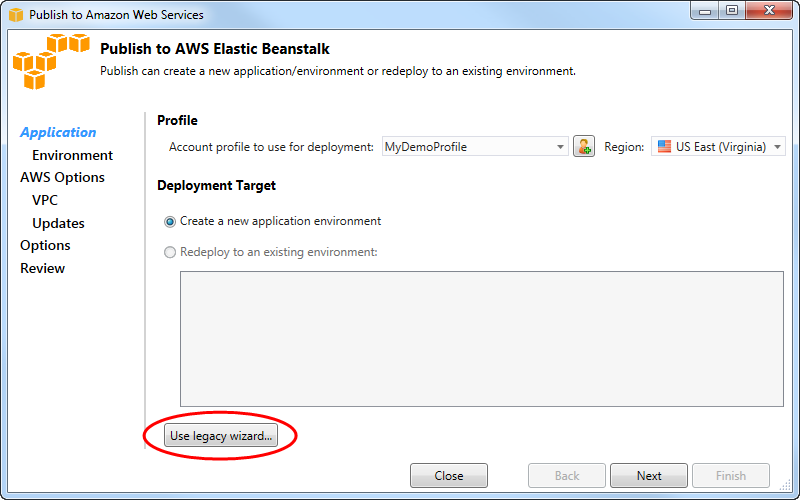 Publish to Amazon Web Services
Publish to AWS Elastic Beanstalk
Publish can create a new application/environment or redeploy to an existing environment.
Application
Environment
AWS Options
VPC
Updates
Options
Review
Profile
Account profile to use for deployment: MyDemoProfile Region: US East (Virginia)
Deployment Target
Create a new application environment
Redeploy to an existing environment:
Use legacy wizard...
Close Back Next Finish